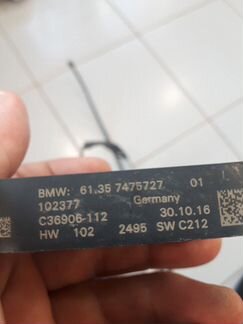 BMW: 61.35 7475727 01
102377 Germany
C36906-112 30.10.16
HW 102 2495 SW C212